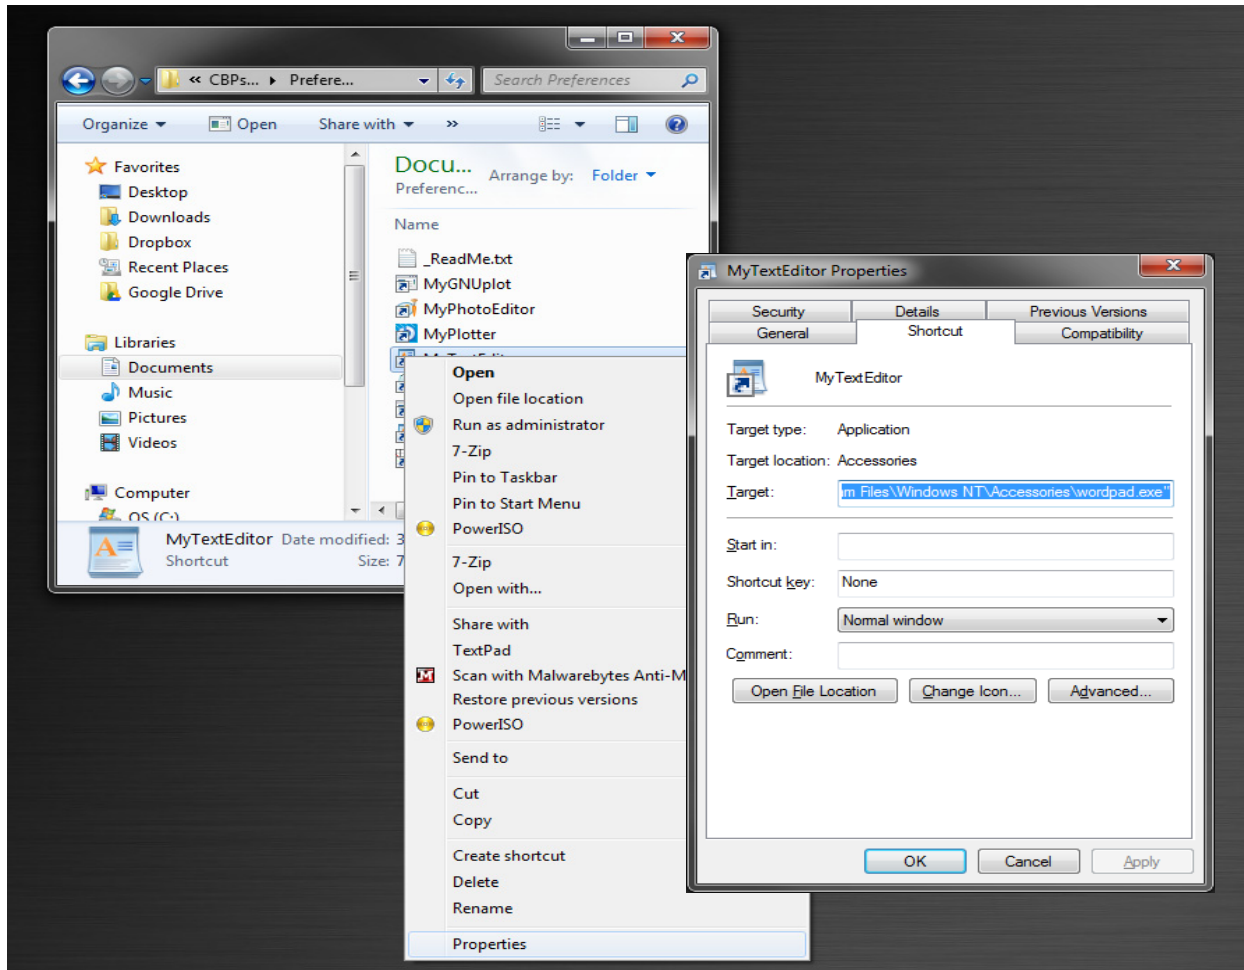 « CBPs... ▸ Prefere...
Search Preferences
Organize Open Share with »
Favorites
Desktop
Downloads
Dropbox
Recent Places
Google Drive
Libraries
Documents
Music
Pictures
Videos
Computer
OS (C:)
Docu...
Preferenc...
Arrange by: Folder
Name
_ReadMe.txt
MyGNUplot
MyPhotoEditor
MyPlotter
MyTextEditor Date modified: 3
Shortcut Size: 7
Open
Open file location
Run as administrator
7-Zip
Pin to Taskbar
Pin to Start Menu
PowerISO
7-Zip
Open with...
Share with
TextPad
Scan with Malwarebytes Anti-M
Restore previous versions
PowerISO
Send to
Cut
Copy
Create shortcut
Delete
Rename
Properties
MyTextEditor Properties
Security Details Previous Versions
General Shortcut Compatibility
MyTextEditor
Target type: Application
Target location: Accessories
Target: am Files\Windows NT\Accessories\wordpad.exe"
Start in:
Shortcut key: None
Run: Normal window
Comment:
Open File Location Change Icon... Advanced...
OK Cancel Apply